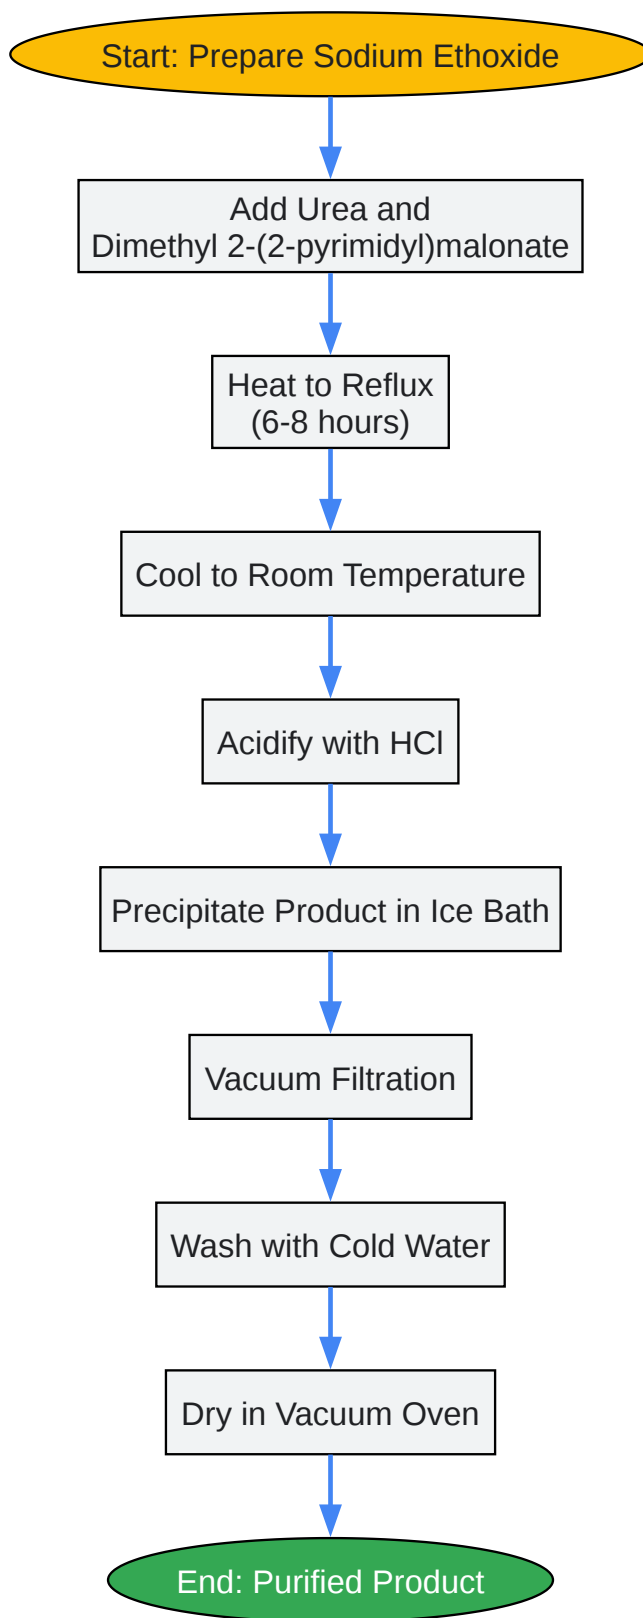 Start: Prepare Sodium Ethoxide
Add Urea and
Dimethyl 2-(2-pyrimidyl)malonate
Heat to Reflux
(6-8 hours)
Cool to Room Temperature
Acidify with HCl
Precipitate Product in Ice Bath
Vacuum Filtration
Wash with Cold Water
Dry in Vacuum Oven
End: Purified Product